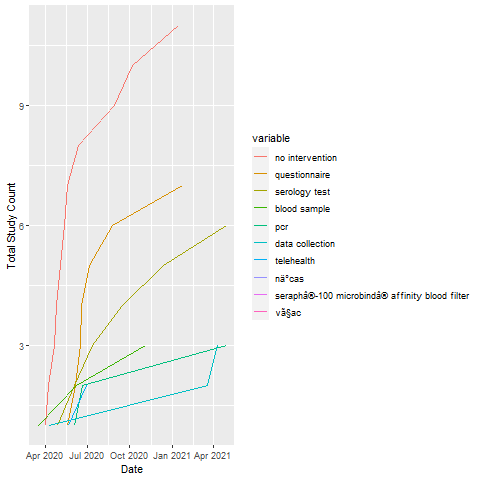 Total Study Count
9
6
3
Apr 2020
Jul 2020
Oct 2020
Jan 2021
Apr 2021
Date
variable
no intervention
questionnaire
serology test
blood sample
pcr
data collection
telehealth
nä°cas
seraphâ®-100 microbindâ® affinity blood filter
vã§ac